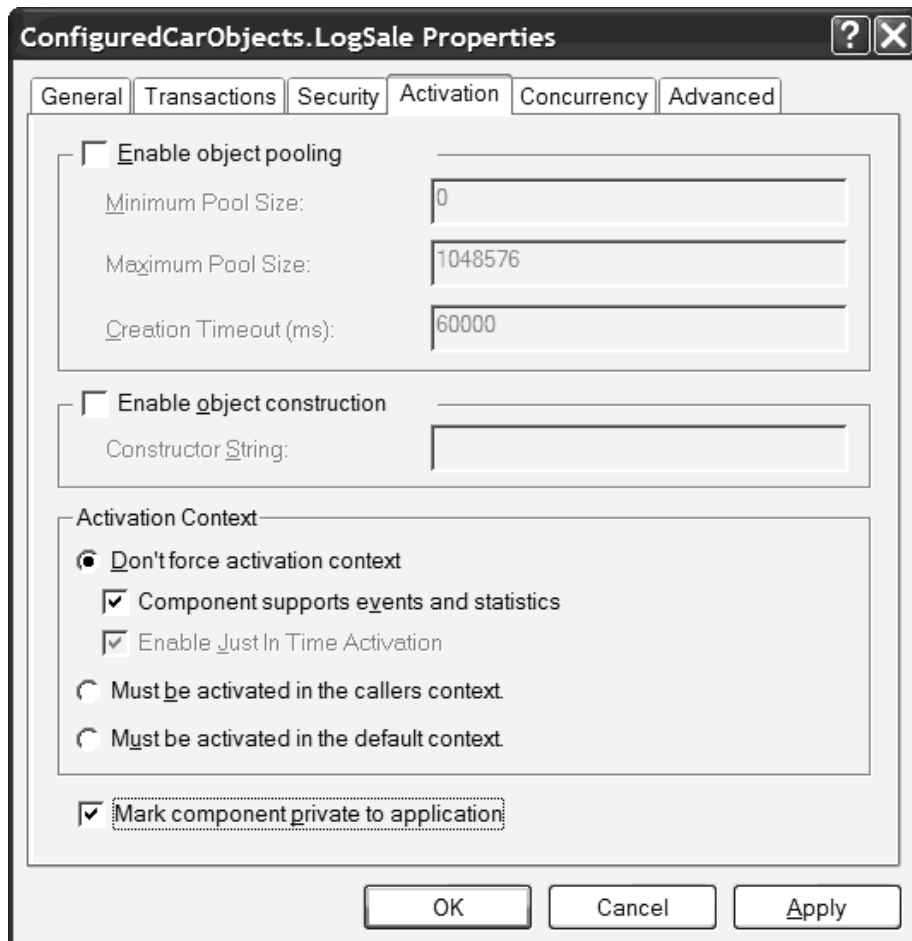 ConfiguredCarObjects.LogSale Properties
General Transactions Security Activation Concurrency Advanced
Enable object pooling
Minimum Pool Size: 0
Maximum Pool Size: 1048576
Creation Timeout (ms): 60000
Enable object construction
Constructor String:
Activation Context
Don't force activation context
Component supports events and statistics
Enable Just In Time Activation
Must be activated in the callers context.
Must be activated in the default context.
Mark component private to application
OK Cancel Apply